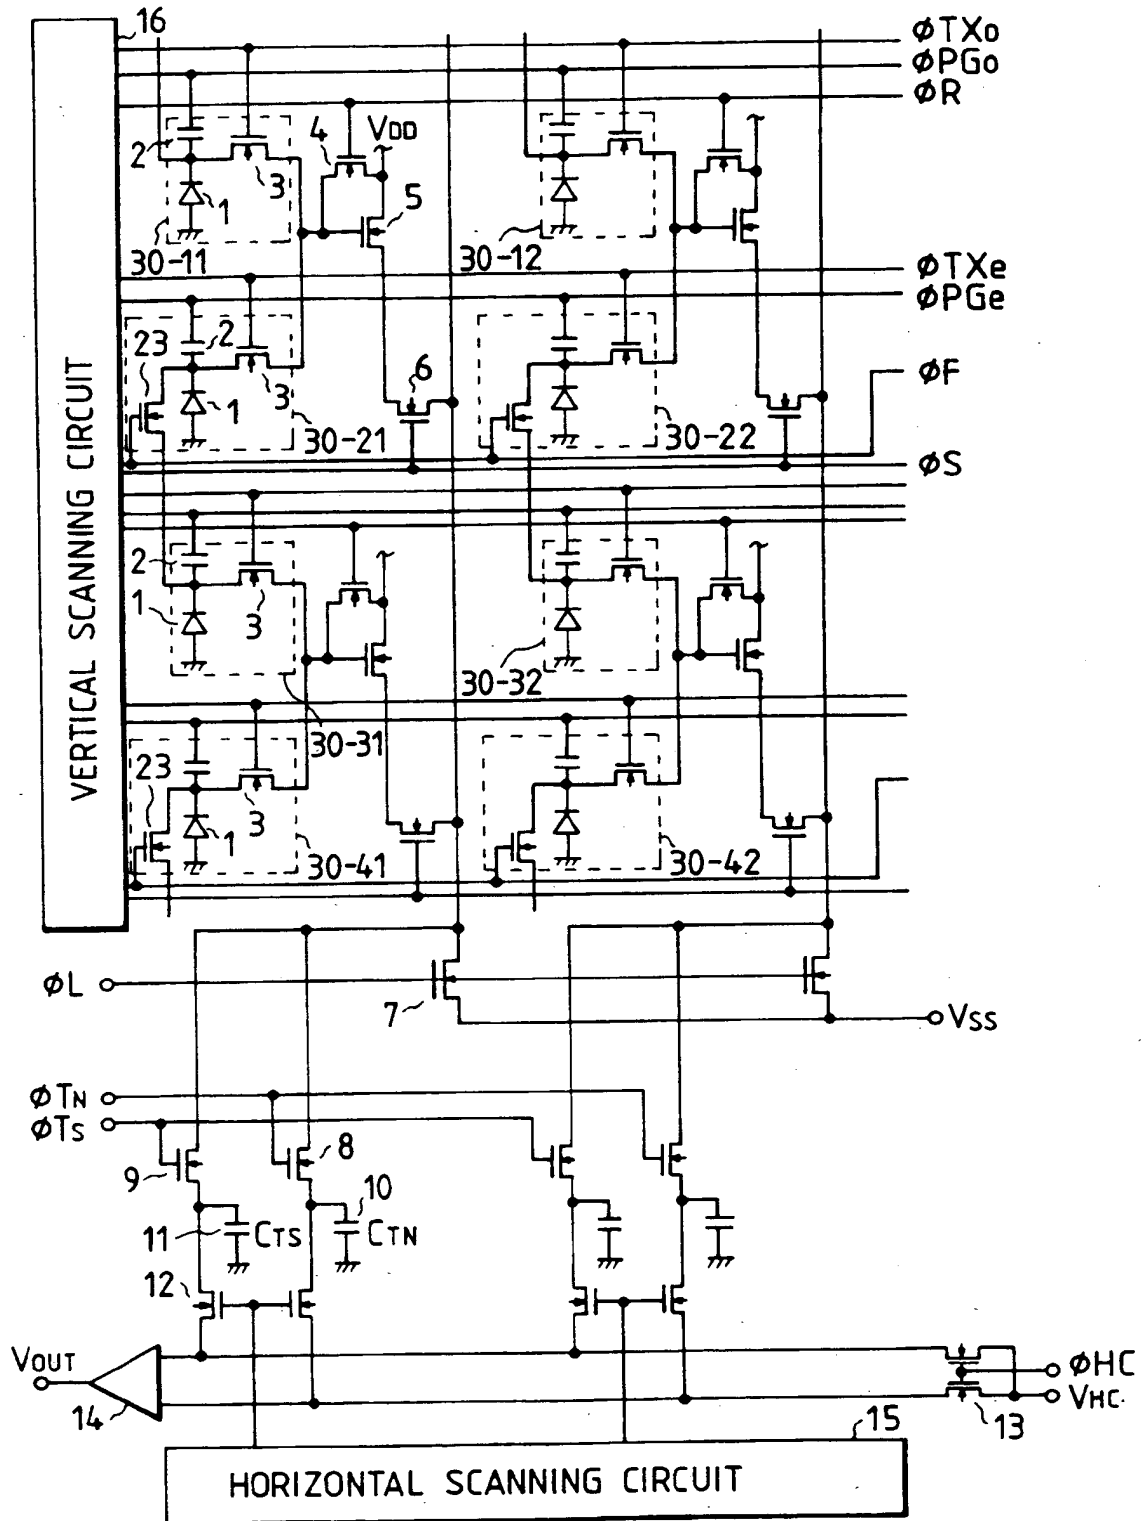 16
φTXo
φPGo
φR
2
3
4
VDD
1
5
30-11
30-12
φTXe
φPGe
23
2
6
φF
1
3
30-21
30-22
φS
VERTICAL SCANNING CIRCUIT
2
1
3
30-32
30-31
23
3
1
30-41
30-42
φL
7
VSS
φTN
φTS
8
9
10
11
CTS
CTN
12
VOUT
φHC
VHC
14
13
15
HORIZONTAL SCANNING CIRCUIT